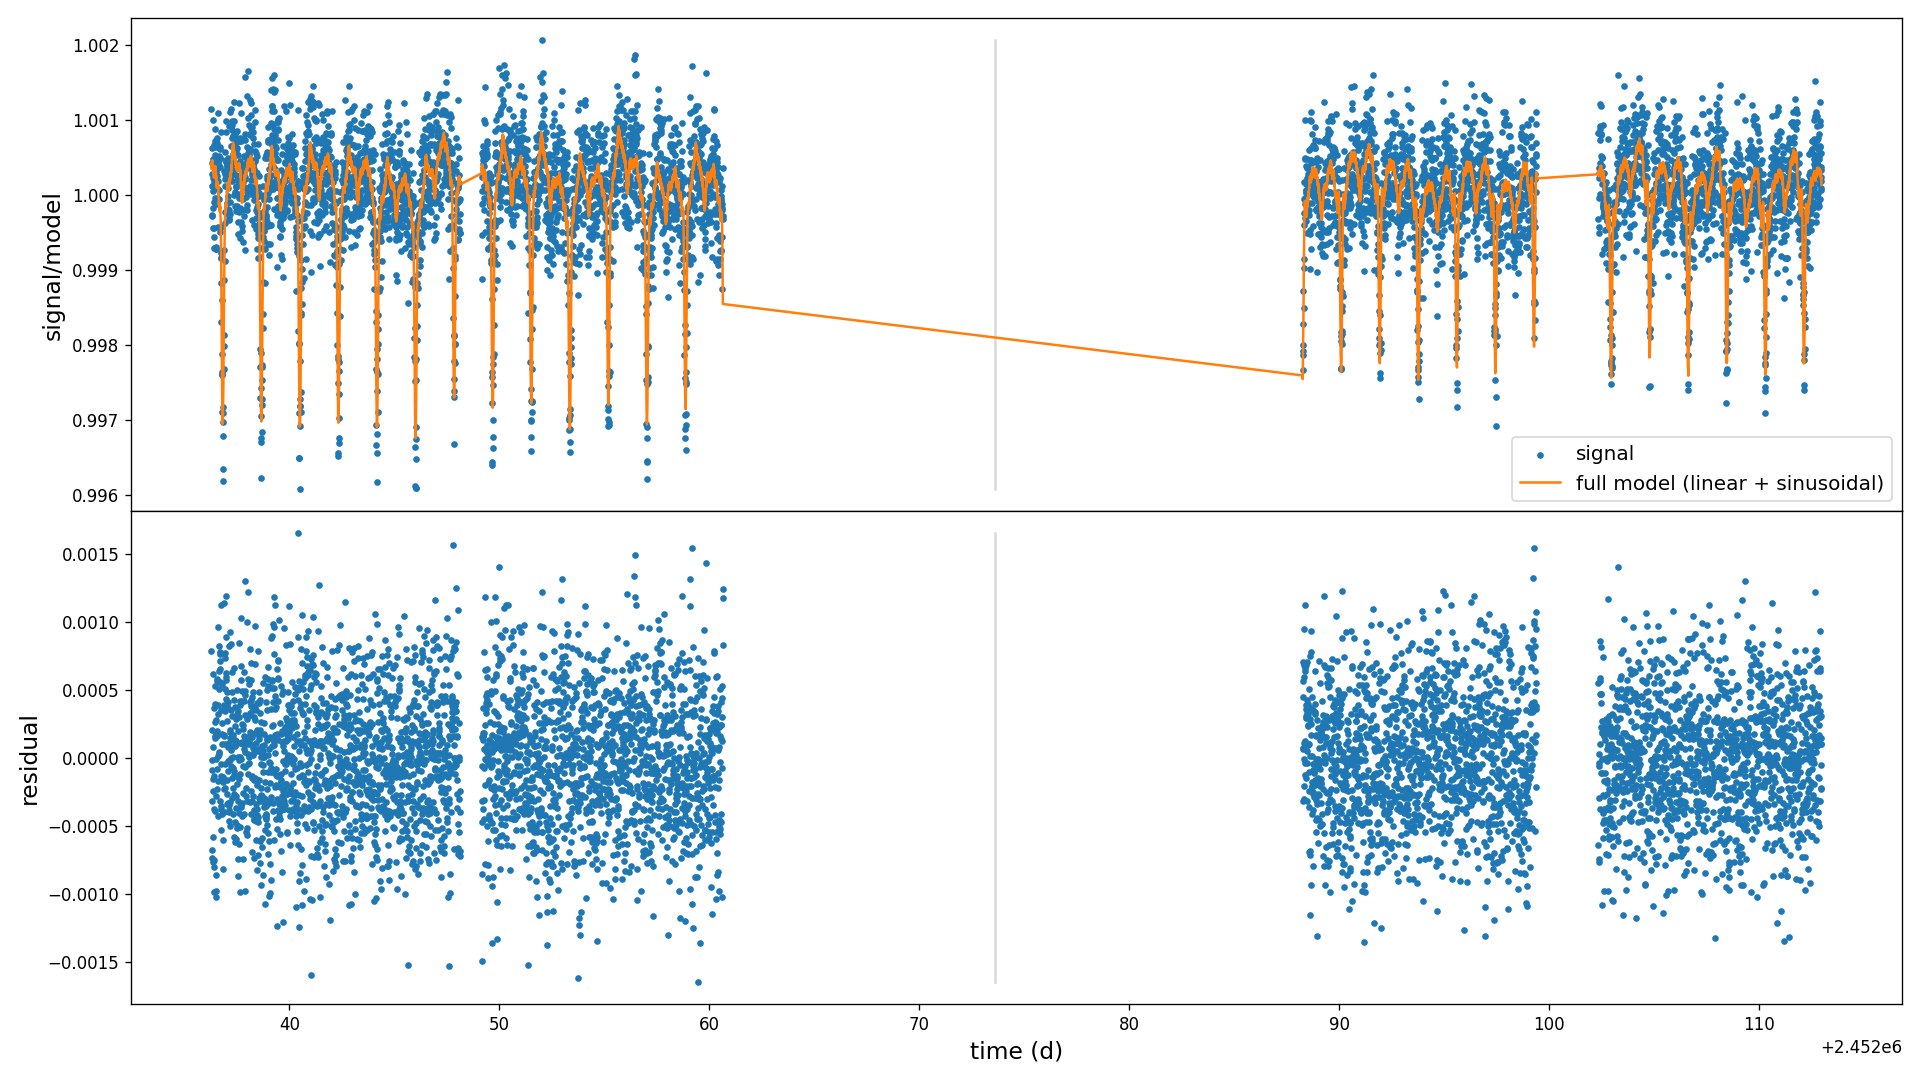 1.002
1.001
1.000
0.999
0.998
0.997
0.996
signal/model
signal
full model (linear + sinusoidal)
0.0015
0.0010
0.0005
0.0000
−0.0005
−0.0010
−0.0015
residual
40 50 60 70 80 90 100 110
time (d)
+2.452e6